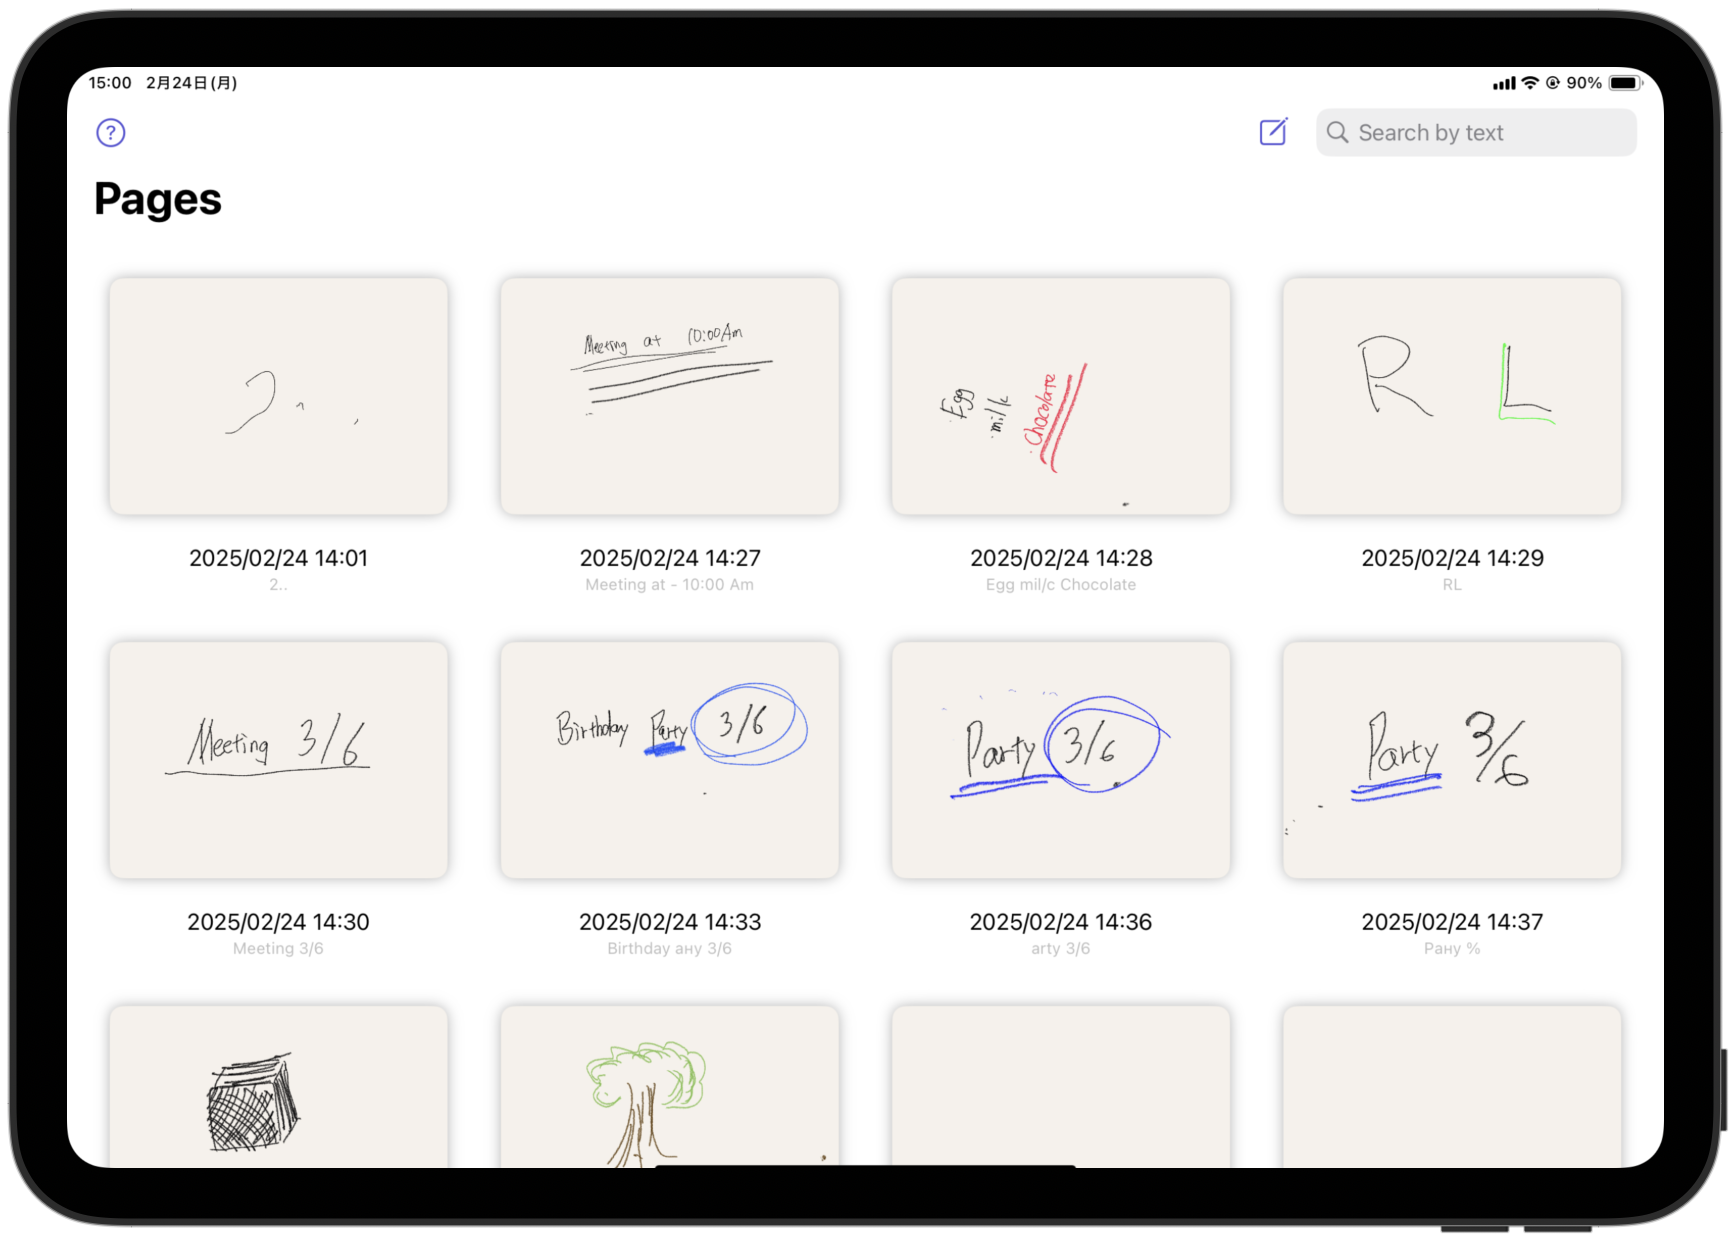 15:00 2月24日(月) 90%
?
Search by text
Pages
Meeting at 10:00 Am
Egg
milk
Chocolate
R L
2025/02/24 14:01
2..
2025/02/24 14:27
Meeting at - 10:00 Am
2025/02/24 14:28
Egg mil/c Chocolate
2025/02/24 14:29
RL
Meeting 3/6
Birthday Party 3/6
Party 3/6
Party 3/6
2025/02/24 14:30
Meeting 3/6
2025/02/24 14:33
Birthday ану 3/6
2025/02/24 14:36
arty 3/6
2025/02/24 14:37
Рану %